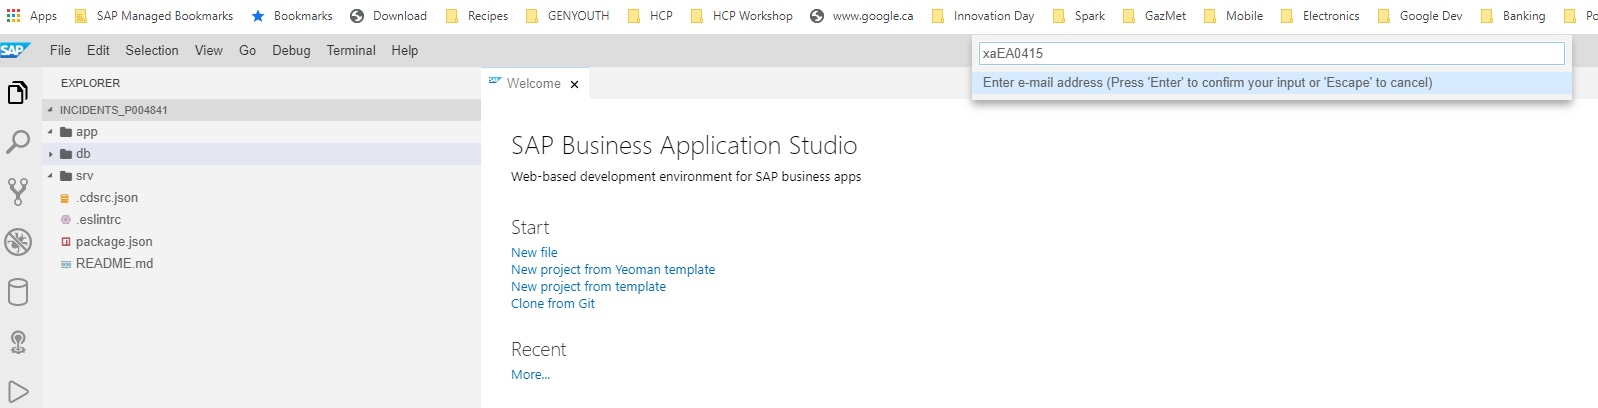 Apps SAP Managed Bookmarks Bookmarks Download Recipes GENYOUTH HCP HCP Workshop www.google.ca Innovation Day Spark GazMet Mobile Electronics Google Dev Banking Po
SAP File Edit Selection View Go Debug Terminal Help
xaEA0415
Enter e-mail address (Press 'Enter' to confirm your input or 'Escape' to cancel)
EXPLORER
INCIDENTS_P004841
app
db
srv
.cdsrc.json
.eslintrc
package.json
README.md
Welcome
SAP Business Application Studio
Web-based development environment for SAP business apps
Start
New file
New project from Yeoman template
New project from template
Clone from Git
Recent
More...